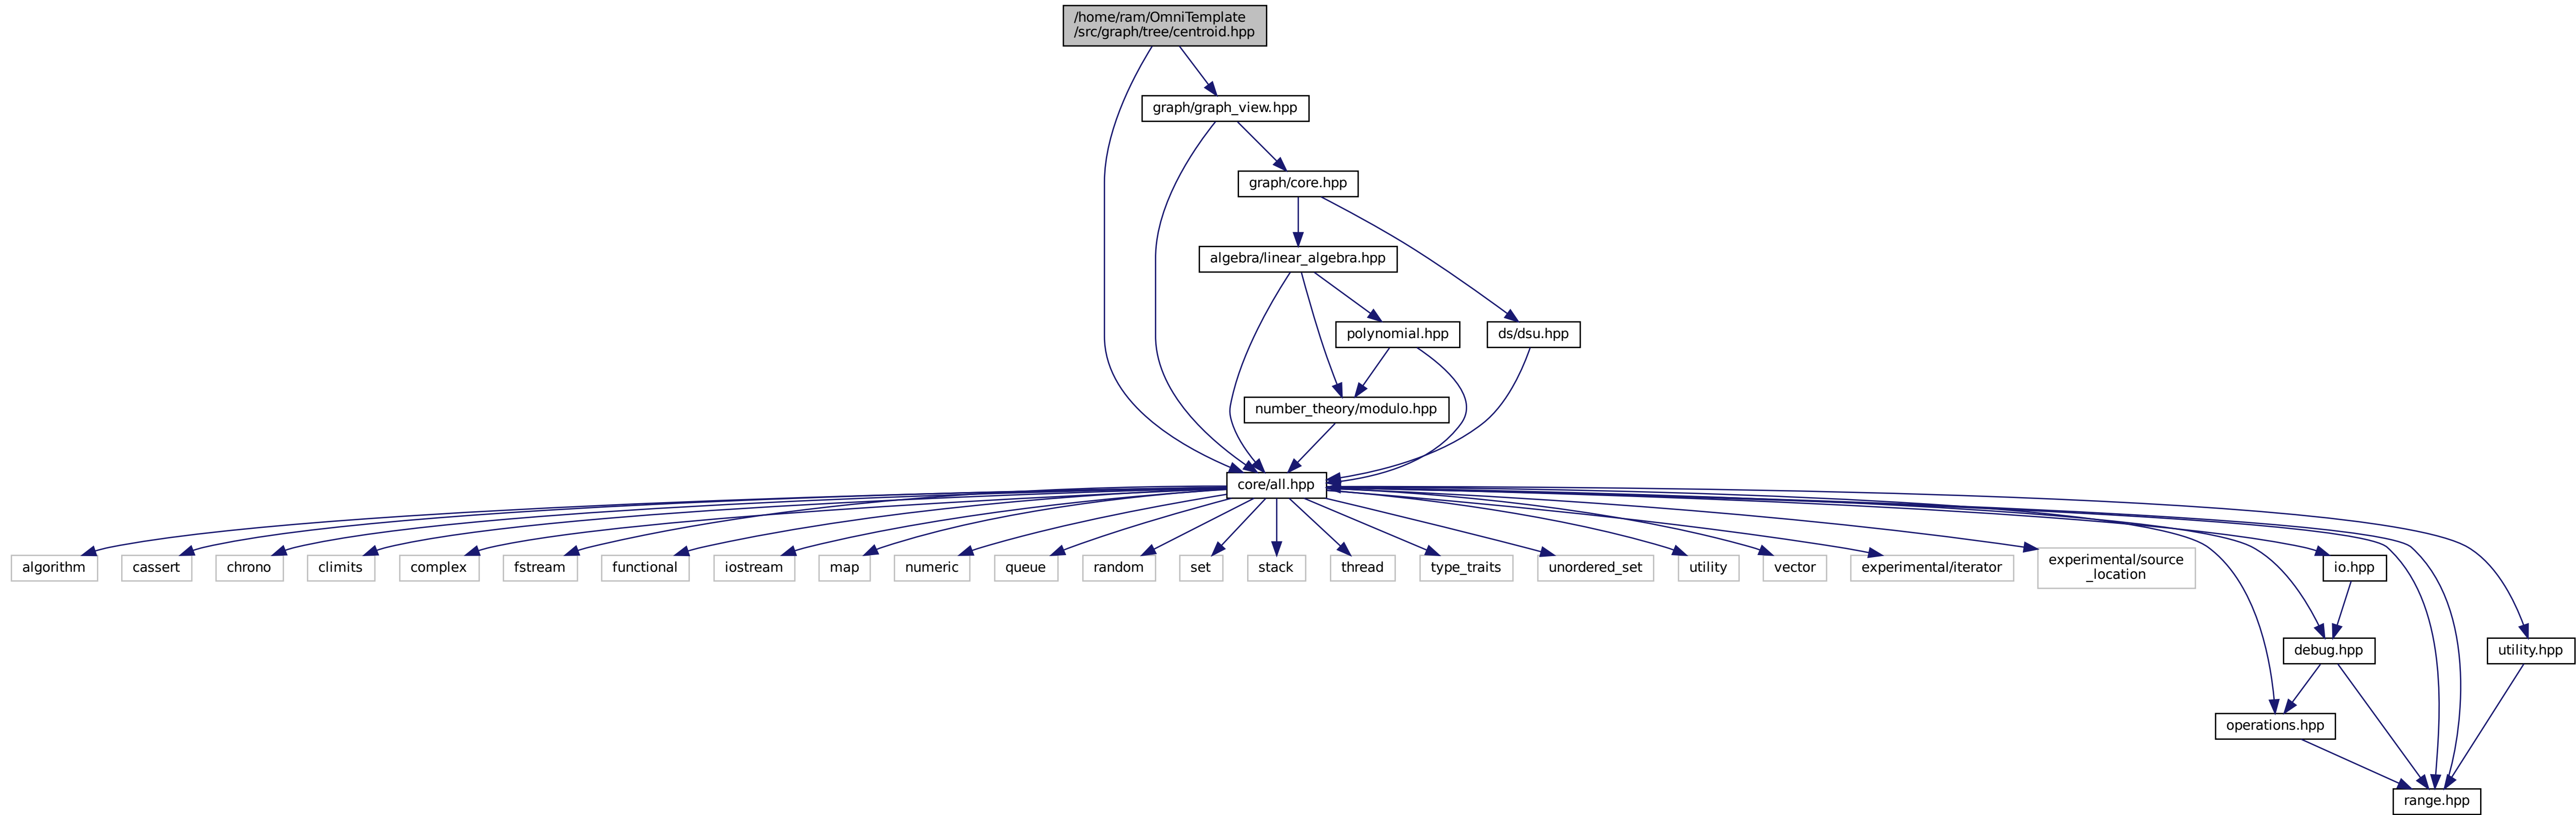 /home/ram/OmniTemplate
/src/graph/tree/centroid.hpp
graph/graph_view.hpp
graph/core.hpp
algebra/linear_algebra.hpp
polynomial.hpp
ds/dsu.hpp
number_theory/modulo.hpp
core/all.hpp
algorithm
cassert
chrono
climits
complex
fstream
functional
iostream
map
numeric
queue
random
set
stack
thread
type_traits
unordered_set
utility
vector
experimental/iterator
experimental/source
_location
io.hpp
debug.hpp
utility.hpp
operations.hpp
range.hpp